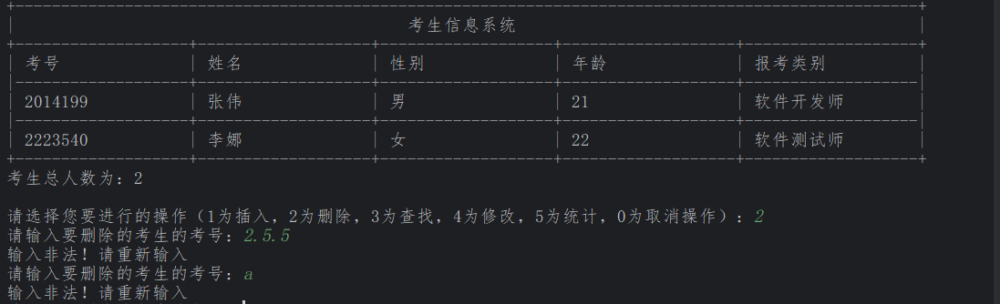 考生信息系统
考号 姓名 性别 年龄 报考类别
2014199 张伟 男 21 软件开发师
2223540 李娜 女 22 软件测试师
考生总人数为：2
请选择您要进行的操作（1为插入，2为删除，3为查找，4为修改，5为统计，0为取消操作）：2
请输入要删除的考生的考号：2.5.5
输入非法！请重新输入
请输入要删除的考生的考号：a
输入非法！请重新输入